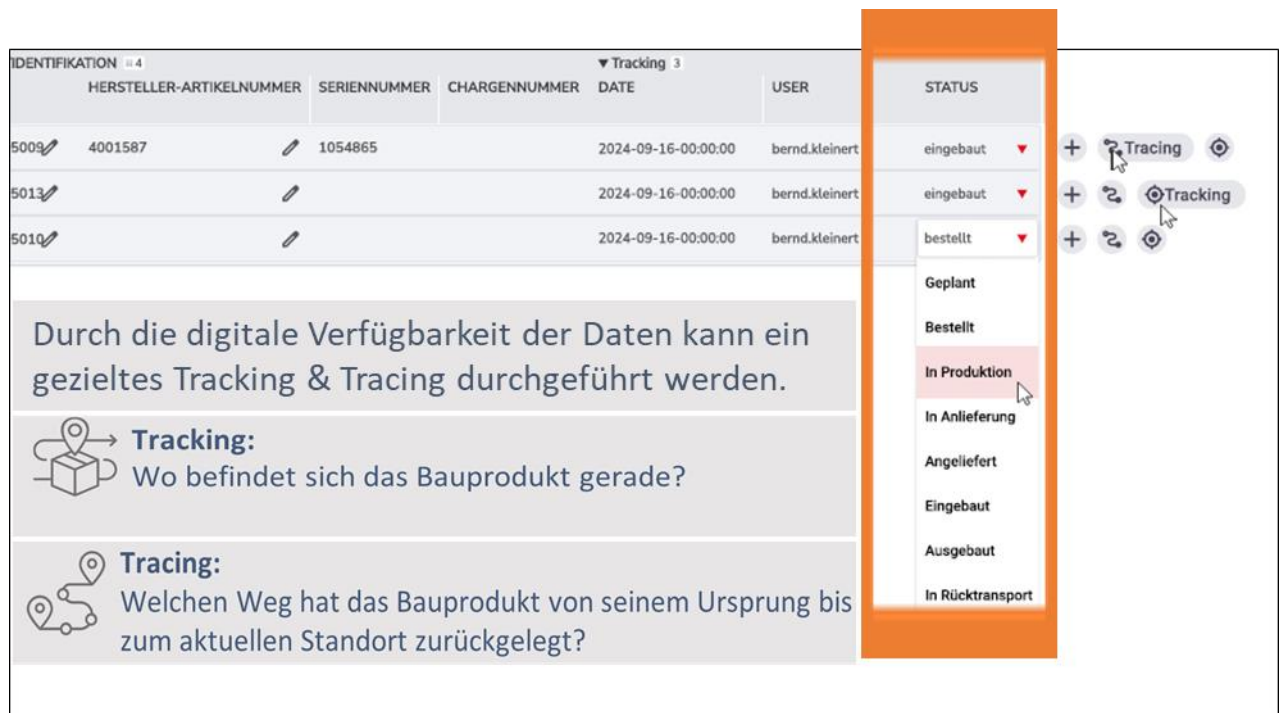 IDENTIFIKATION 4 ▼ Tracking 3
HERSTELLER-ARTIKELNUMMER SERIENNUMMER CHARGENNUMMER DATE USER STATUS
5009 4001587 1054865 2024-09-16-00:00:00 bernd.kleinert eingebaut ▼ + Tracing
5013 2024-09-16-00:00:00 bernd.kleinert eingebaut ▼ + Tracking
5010 2024-09-16-00:00:00 bernd.kleinert bestellt ▼ +
Geplant
Bestellt
In Produktion
In Anlieferung
Angeliefert
Eingebaut
Ausgebaut
In Rücktransport
Durch die digitale Verfügbarkeit der Daten kann ein
gezieltes Tracking & Tracing durchgeführt werden.
Tracking:
Wo befindet sich das Bauprodukt gerade?
Tracing:
Welchen Weg hat das Bauprodukt von seinem Ursprung bis
zum aktuellen Standort zurückgelegt?